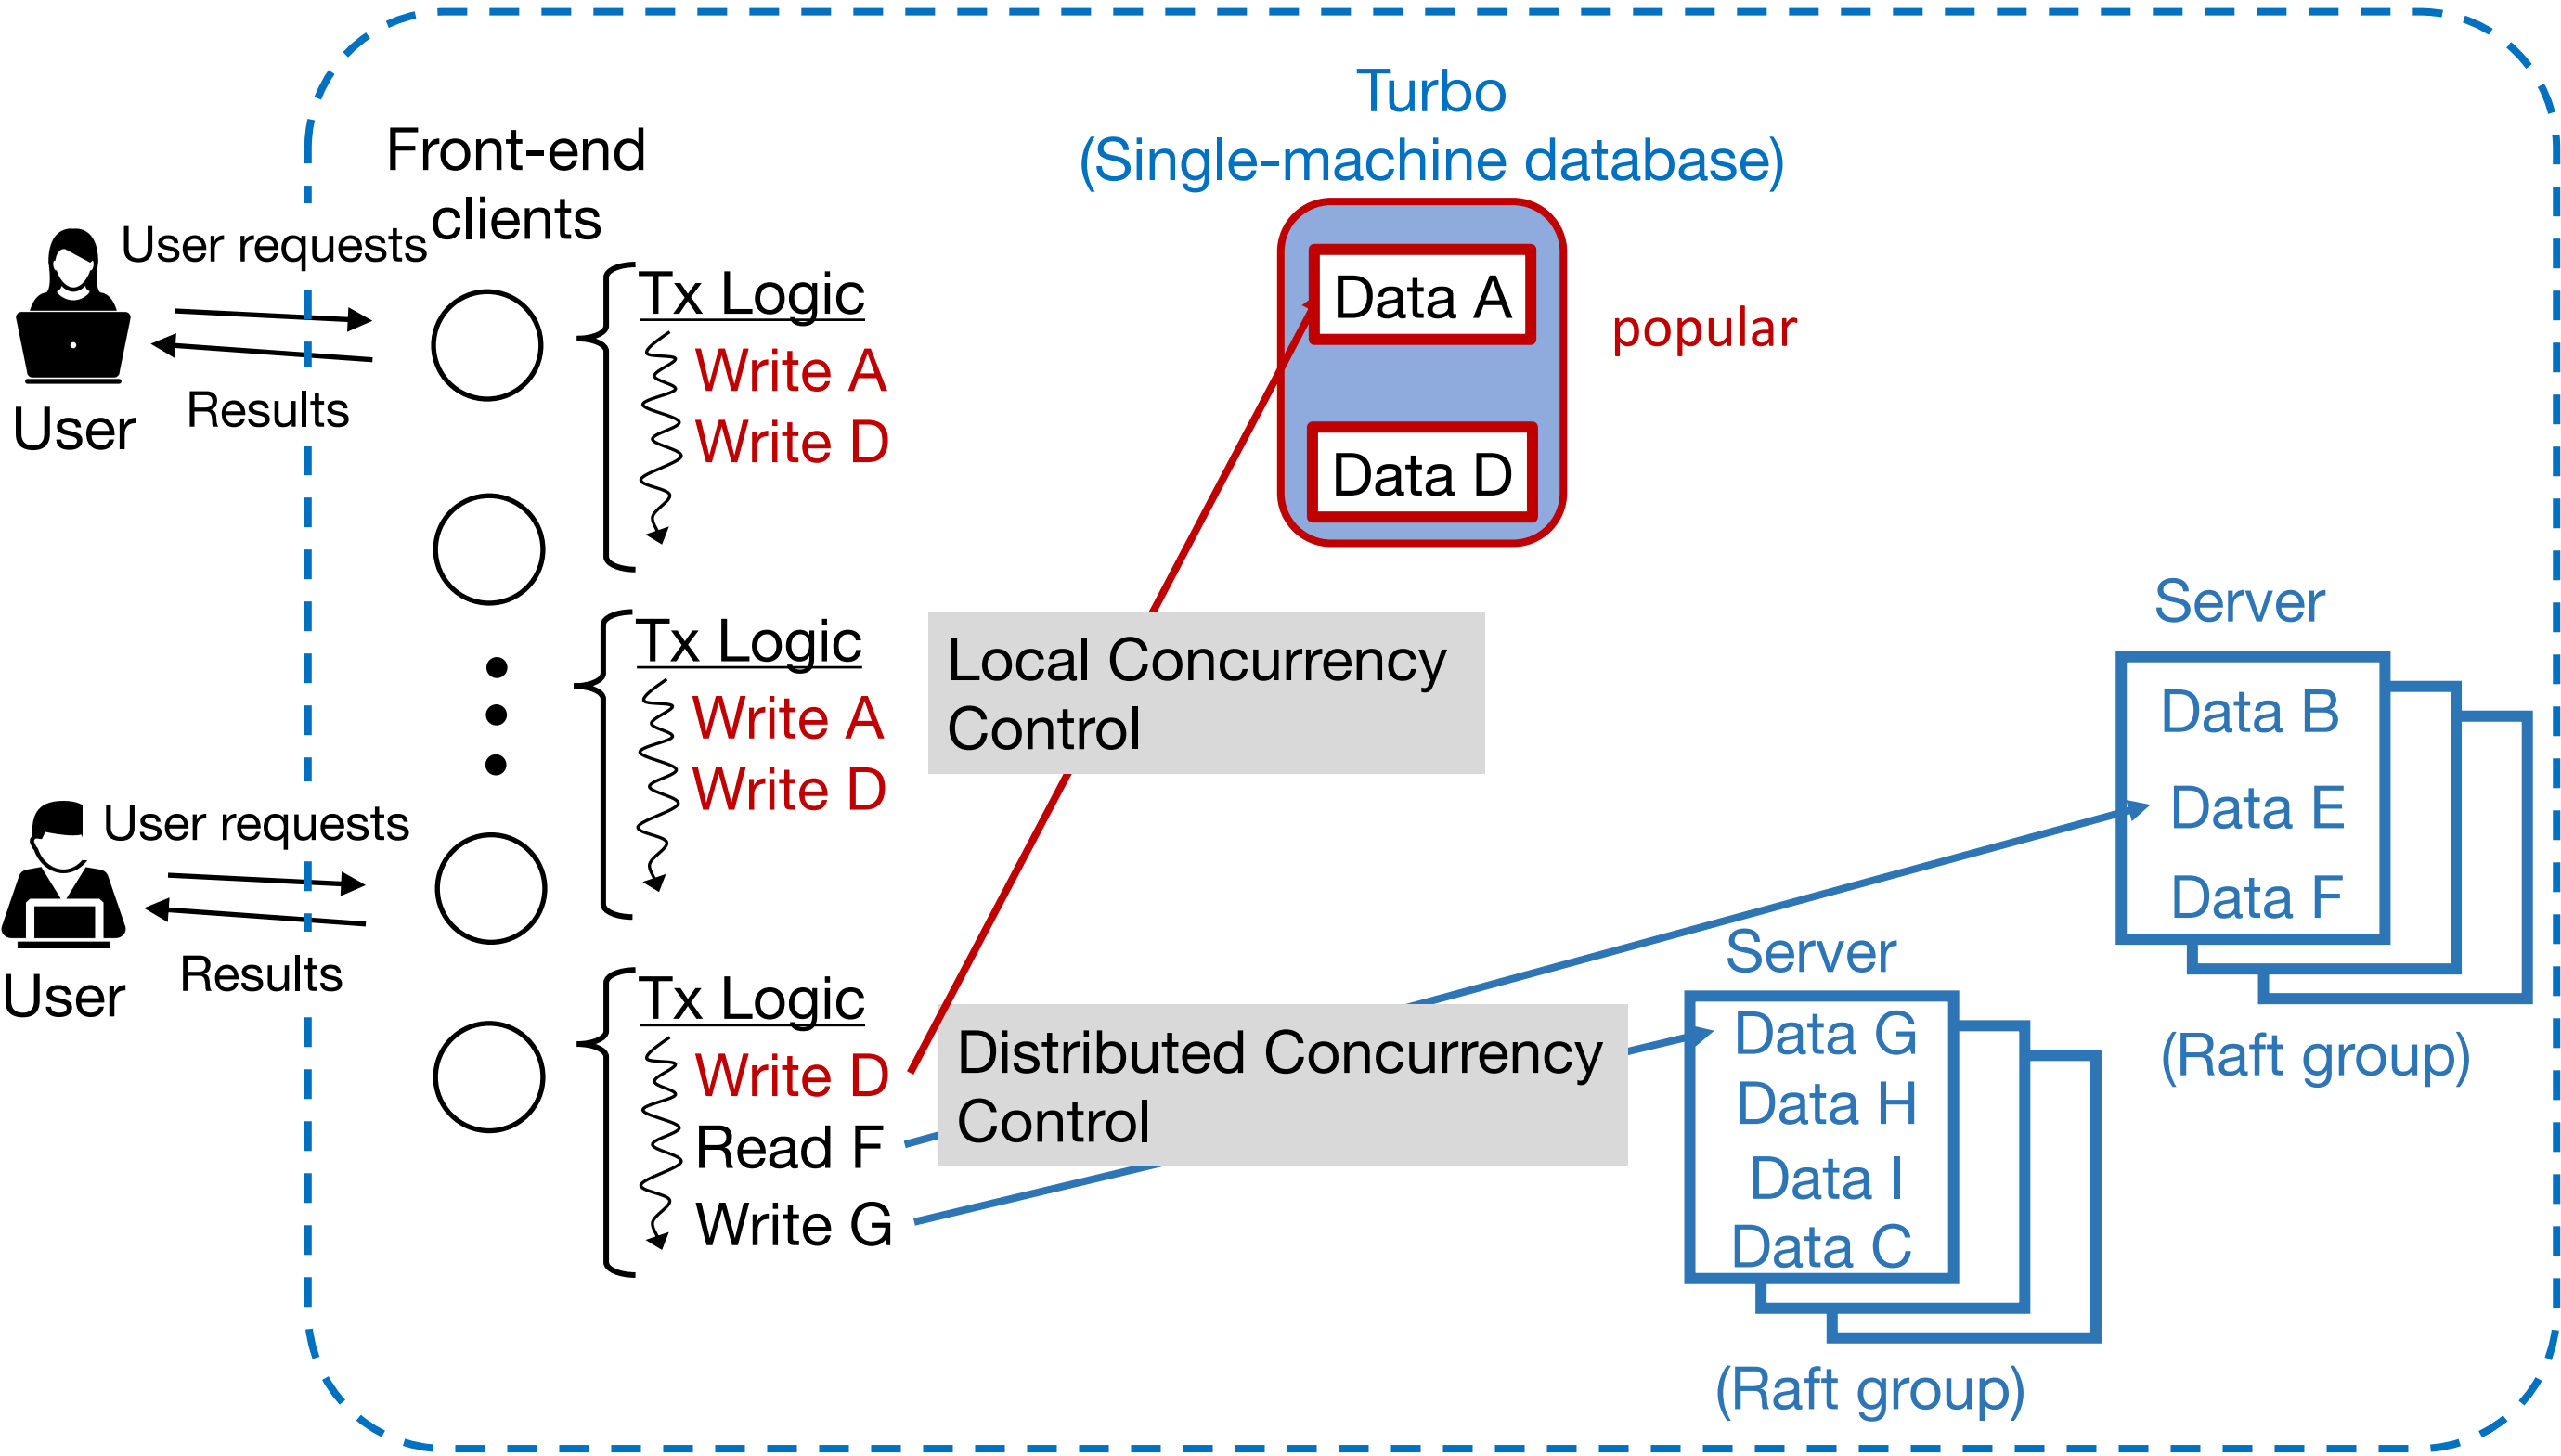 Turbo
(Single-machine database)
Front-end
clients
User requests
Results
User
Tx Logic
Write A
Write D
Data A
Data D
popular
Tx Logic
Write A
Write D
Local Concurrency
Control
User requests
Results
User
Tx Logic
Write D
Read F
Write G
Distributed Concurrency
Control
Server
Data B
Data E
Data F
(Raft group)
Server
Data G
Data H
Data I
Data C
(Raft group)